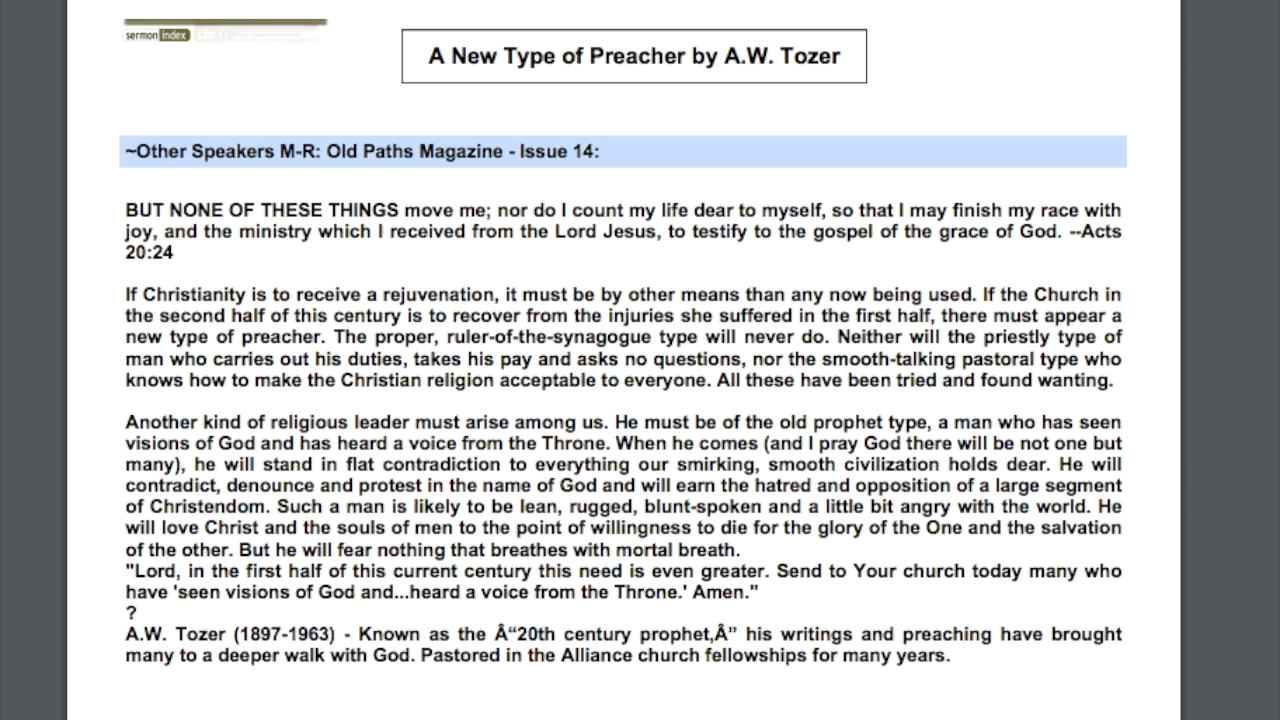 sermon index
A New Type of Preacher by A.W. Tozer
~Other Speakers M-R: Old Paths Magazine - Issue 14:
BUT NONE OF THESE THINGS move me; nor do I count my life dear to myself, so that I may finish my race with
joy, and the ministry which I received from the Lord Jesus, to testify to the gospel of the grace of God. --Acts
20:24
If Christianity is to receive a rejuvenation, it must be by other means than any now being used. If the Church in
the second half of this century is to recover from the injuries she suffered in the first half, there must appear a
new type of preacher. The proper, ruler-of-the-synagogue type will never do. Neither will the priestly type of
man who carries out his duties, takes his pay and asks no questions, nor the smooth-talking pastoral type who
knows how to make the Christian religion acceptable to everyone. All these have been tried and found wanting.
Another kind of religious leader must arise among us. He must be of the old prophet type, a man who has seen
visions of God and has heard a voice from the Throne. When he comes (and I pray God there will be not one but
many), he will stand in flat contradiction to everything our smirking, smooth civilization holds dear. He will
contradict, denounce and protest in the name of God and will earn the hatred and opposition of a large segment
of Christendom. Such a man is likely to be lean, rugged, blunt-spoken and a little bit angry with the world. He
will love Christ and the souls of men to the point of willingness to die for the glory of the One and the salvation
of the other. But he will fear nothing that breathes with mortal breath.
"Lord, in the first half of this current century this need is even greater. Send to Your church today many who
have 'seen visions of God and...heard a voice from the Throne.' Amen."
?
A.W. Tozer (1897-1963) - Known as the Â“20th century prophet,Â” his writings and preaching have brought
many to a deeper walk with God. Pastored in the Alliance church fellowships for many years.